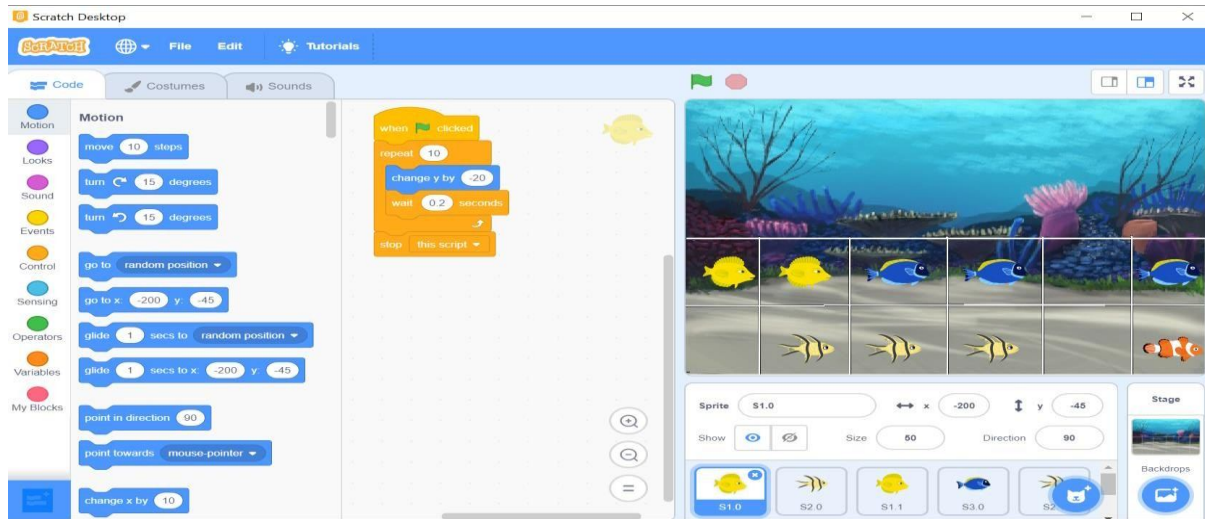 Scratch Desktop
SCRATCH File Edit Tutorials
Code Costumes Sounds
Motion
Looks
Sound
Events
Control
Sensing
Operators
Variables
My Blocks
Motion
move 10 steps
turn 15 degrees
turn 15 degrees
go to random position
go to x: -200 y: -45
glide 1 secs to random position
glide 1 secs to x: -200 y: -45
point in direction 90
point towards mouse-pointer
change x by 10
when clicked
repeat 10
change y by -20
wait 0.2 seconds
stop this script
Sprite S1.0 x -200 y -45
Show Size 50 Direction 90
S1.0 S2.0 S1.1 S3.0
Stage
Backdrops